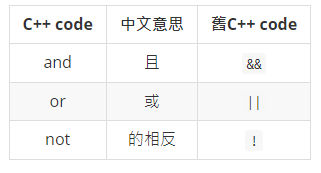 C++ code 中文意思 舊C++ code
and 且 &&
or 或 ||
not 的相反 !